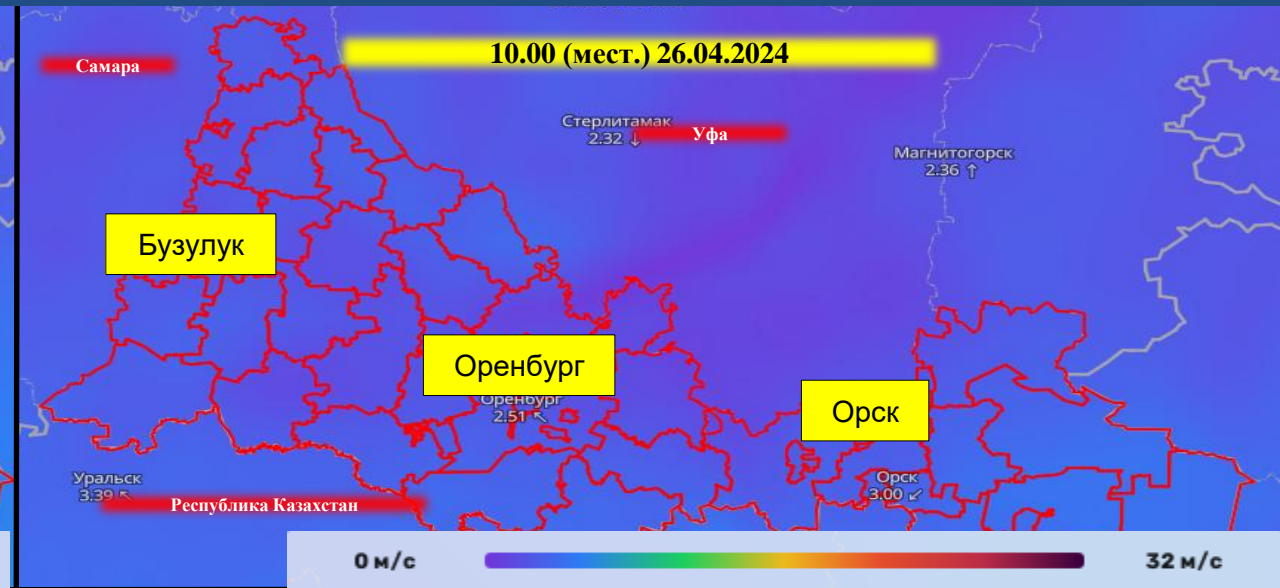 10.00 (мест.) 26.04.2024
Самара
Стерлитамак
2.32 ↓
Уфа
Магнитогорск
2.36 ↑
Бузулук
Оренбург
Оренбург
2.51 ↖
Орск
Орск
3.00 ↙
Уральск
3.39 ↖
Республика Казахстан
0 м/с
32 м/с